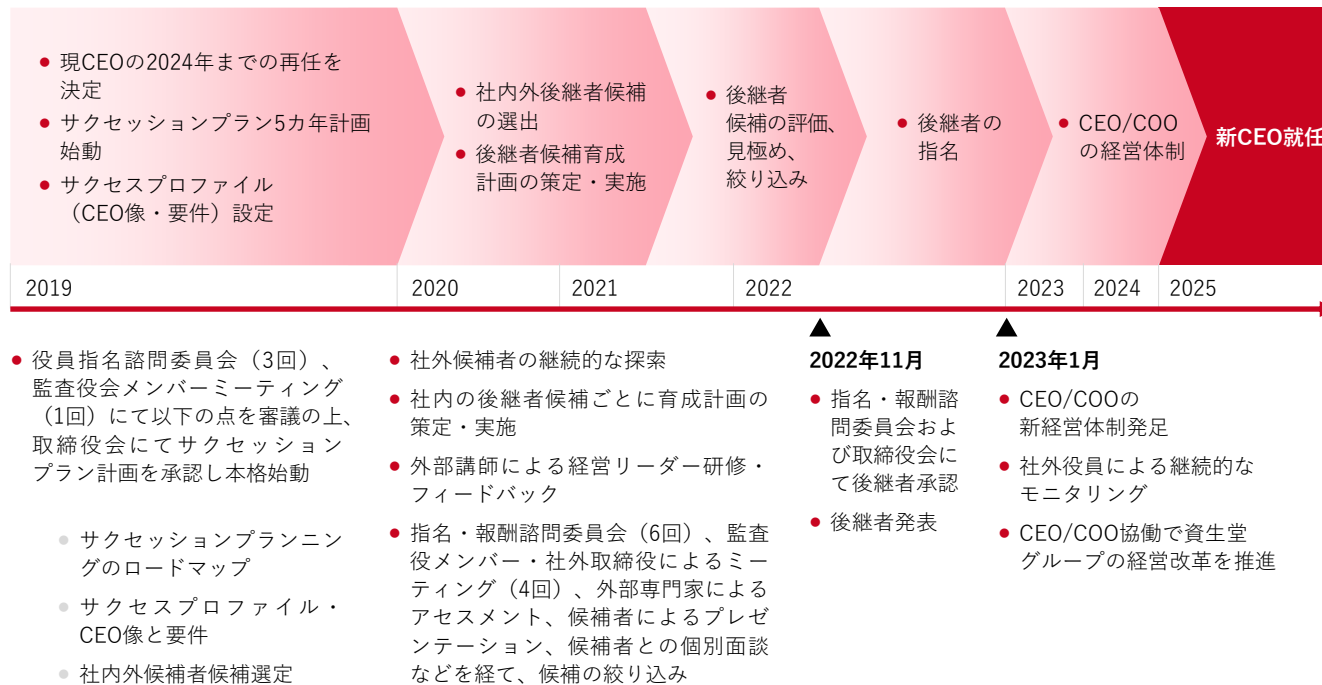 ● 現CEOの2024年までの再任を
決定
● サクセッションプラン5カ年計画
始動
● サクセスプロファイル
（CEO像・要件）設定
● 社内外後継者候補
の選出
● 後継者候補育成
計画の策定・実施
● 後継者
候補の評価、
見極め、
絞り込み
● 後継者の
指名
● CEO/COO
の経営体制
新CEO就任
2019
2020
2021
2022
2023
2024
2025
● 役員指名諮問委員会（3回）、
監査役会メンバーミーティング
（1回）にて以下の点を審議の上、
取締役会にてサクセッション
プラン計画を承認し本格始動
● サクセッションプランニン
グのロードマップ
● サクセスプロファイル・
CEO像と要件
● 社内外候補者候補選定
● 社外候補者の継続的な探索
● 社内の後継者候補ごとに育成計画の
策定・実施
● 外部講師による経営リーダー研修・
フィードバック
● 指名・報酬諮問委員会（6回）、監査
役メンバー・社外取締役によるミー
ティング（4回）、外部専門家による
アセスメント、候補者によるプレゼ
ンテーション、候補者との個別面談
などを経て、候補の絞り込み
▲
2022年11月
● 指名・報酬諮
問委員会およ
び取締役会に
て後継者承認
● 後継者発表
▲
2023年1月
● CEO/COOの
新経営体制発足
● 社外役員による継続的な
モニタリング
● CEO/COO協働で資生堂
グループの経営改革を推進